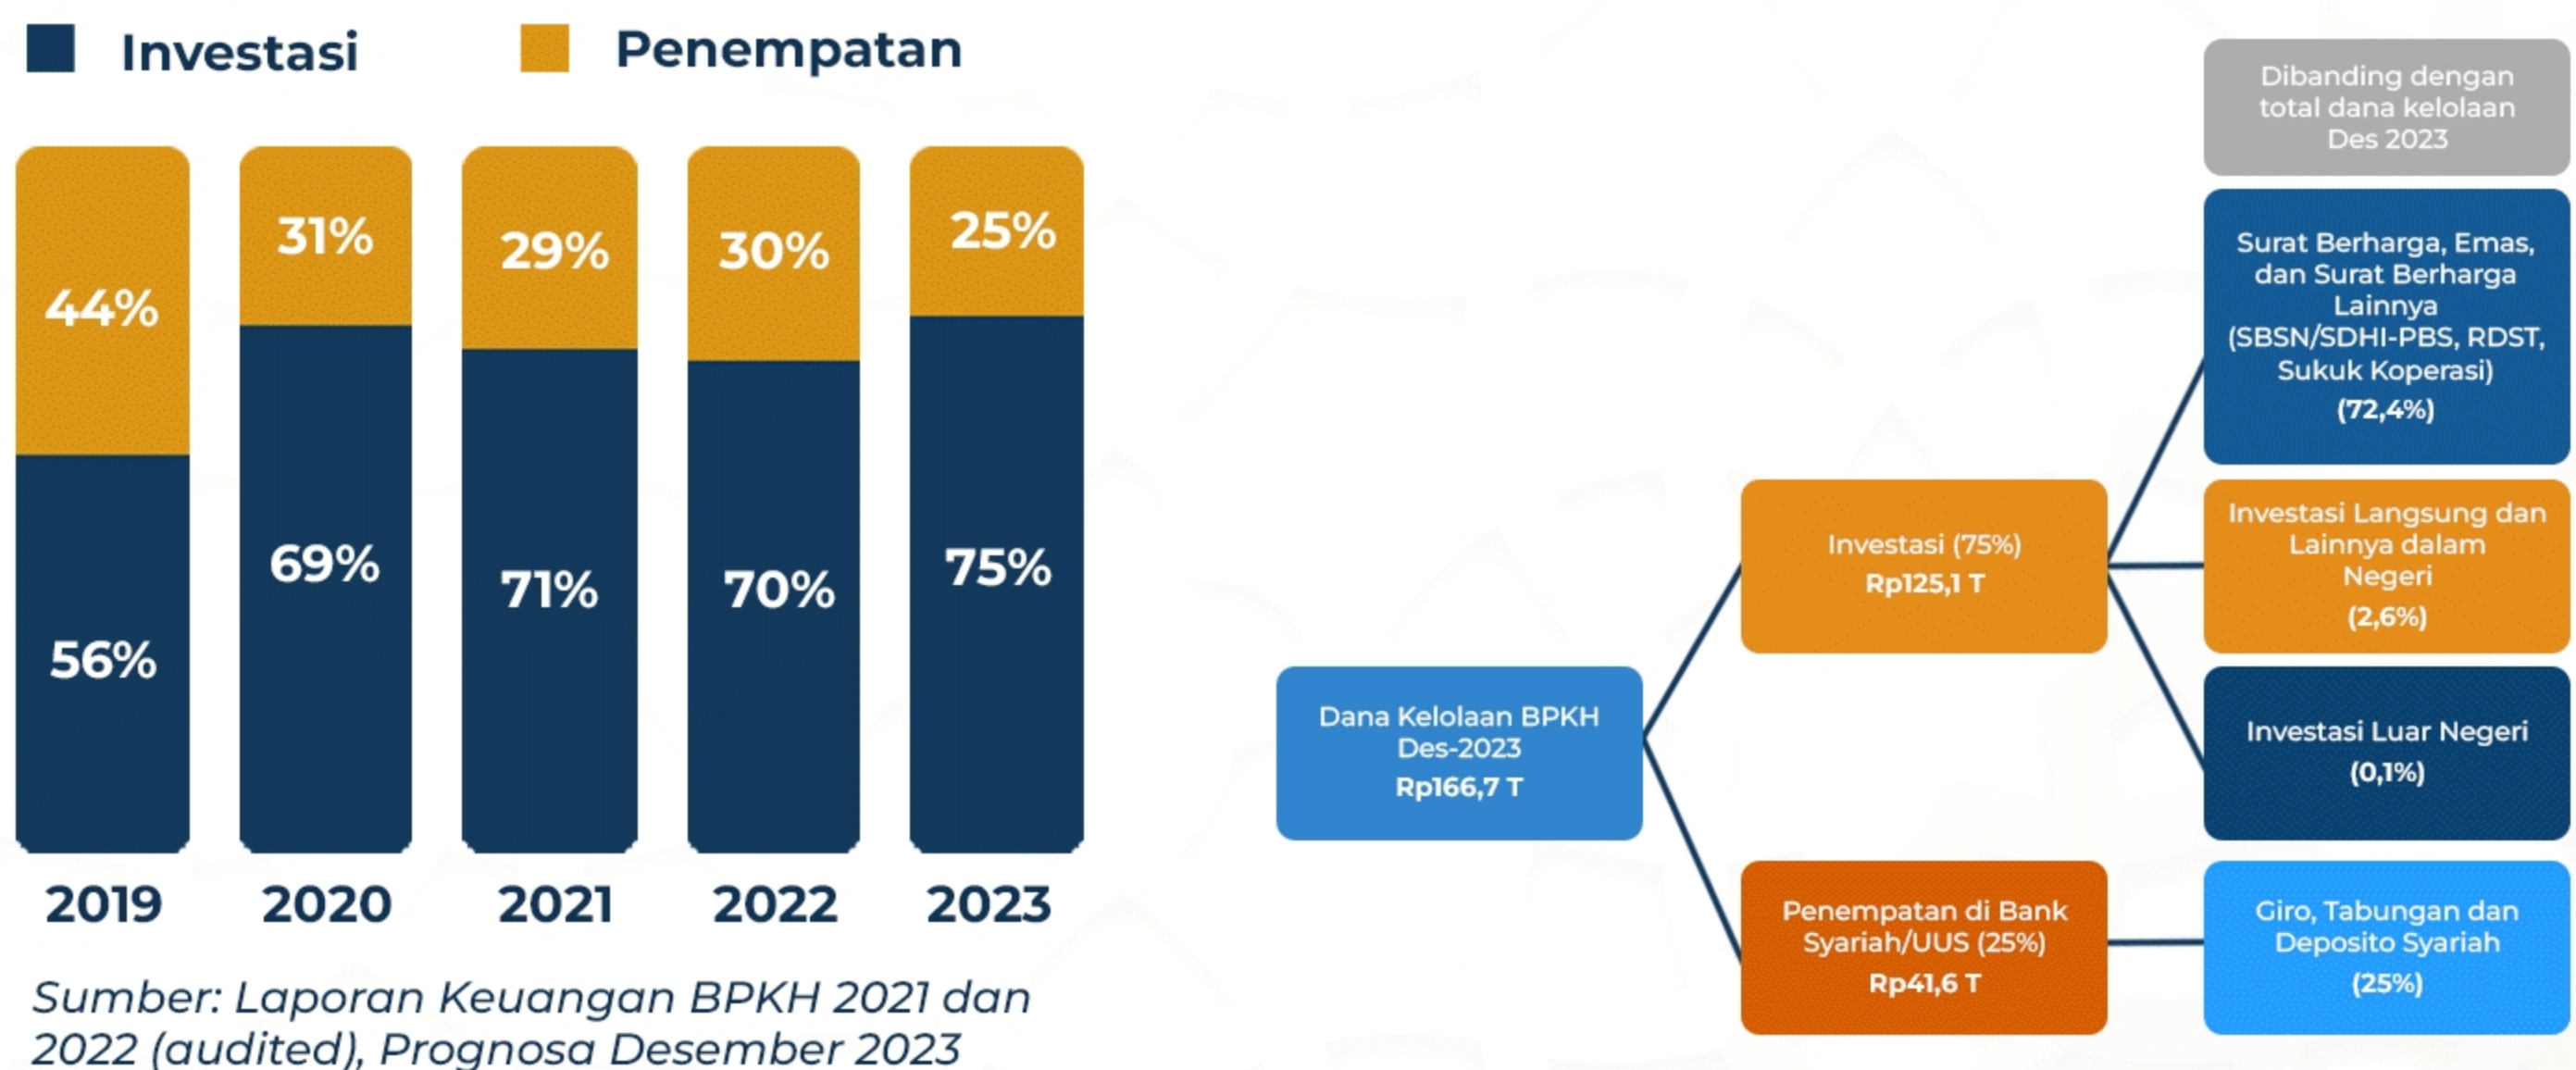 Investasi
Penempatan
44%
31%
29%
30%
25%
56%
69%
71%
70%
75%
2019
2020
2021
2022
2023
Sumber: Laporan Keuangan BPKH 2021 dan
2022 (audited), Prognosa Desember 2023
Dana Kelolaan BPKH
Des-2023
Rp166,7 T
Investasi (75%)
Rp125,1 T
Penempatan di Bank
Syariah/UUS (25%)
Rp41,6 T
Dibanding dengan
total dana kelolaan
Des 2023
Surat Berharga, Emas,
dan Surat Berharga
Lainnya
(SBSN/SDHI-PBS, RDST,
Sukuk Koperasi)
(72,4%)
Investasi Langsung dan
Lainnya dalam
Negeri
(2,6%)
Investasi Luar Negeri
(0,1%)
Giro, Tabungan dan
Deposito Syariah
(25%)